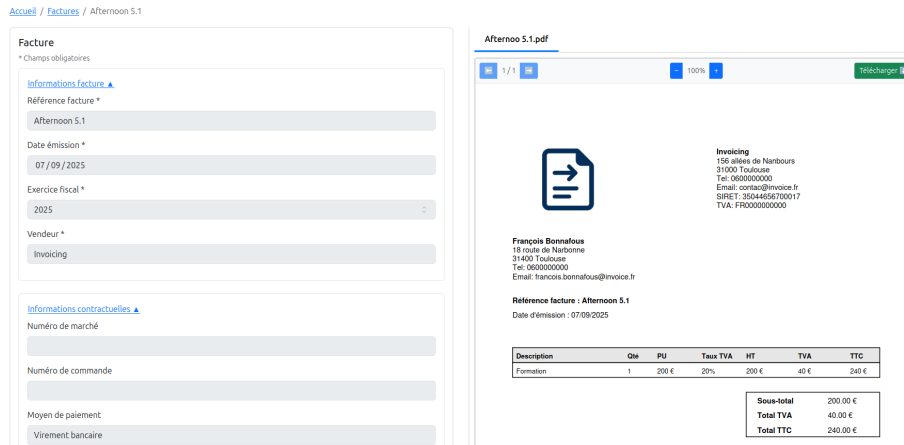 Accueil / Factures / Afternoon 5.1
Facture
* Champs obligatoires
Informations facture ▲
Référence facture *
Afternoon 5.1
Date émission *
07/09/2025
Exercice fiscal *
2025
Vendeur *
Invoicing
Informations contractuelles ▲
Numéro de marché
Numéro de commande
Moyen de paiement
Virement bancaire
Afternoo 5.1.pdf
1/1
- 100% +
Télécharger
Invoicing
156 allées de Nanbours
31000 Toulouse
Tel: 0600000000
Email: contac@invoice.fr
SIRET: 35044656700017
TVA: FR0000000000
François Bonnafous
18 route de Narbonne
31400 Toulouse
Tel: 0600000000
Email: francois.bonnafous@invoice.fr
Référence facture : Afternoon 5.1
Date d'émission : 07/09/2025
Description Qté PU Taux TVA HT TVA TTC
Formation 1 200 € 20% 200 € 40 € 240 €
Sous-total 200.00 €
Total TVA 40.00 €
Total TTC 240.00 €